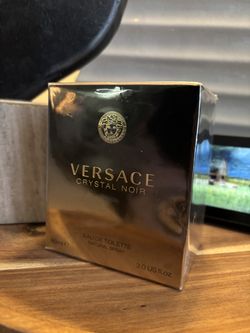 VERSACE
CRYSTAL NOIR
EAU DE TOILETTE
NATURAL SPRAY
3.0 US fl.oz